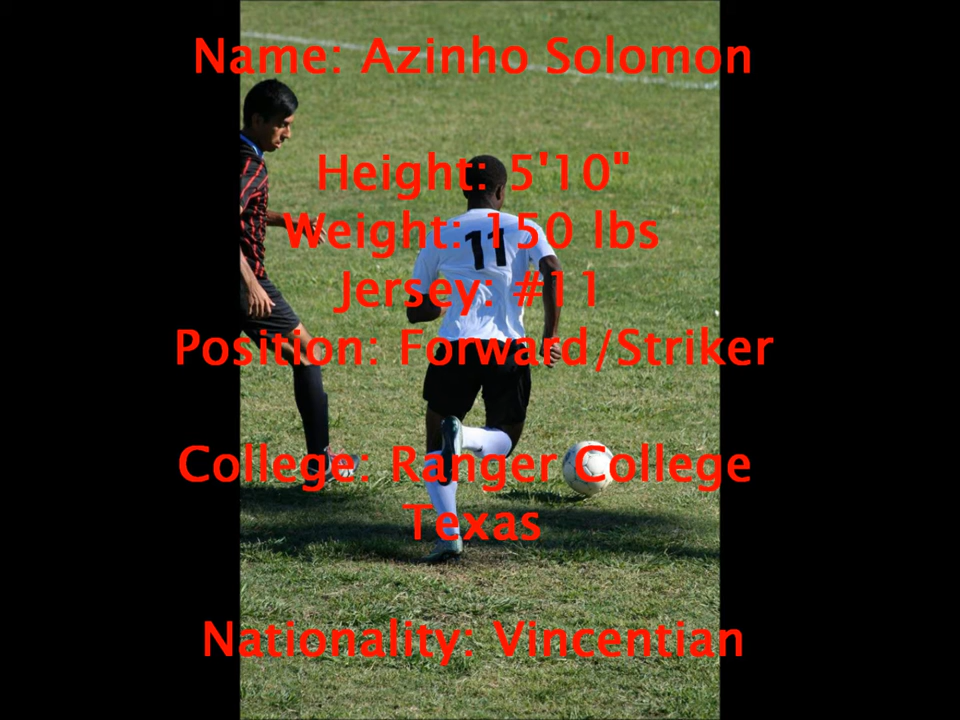 Name: Azinho Solomon
Height: 5'10"
Weight: 150 lbs
11
Jersey: #11
Position: Forward/Striker
College: Ranger College
Texas
Nationality: Vincentian